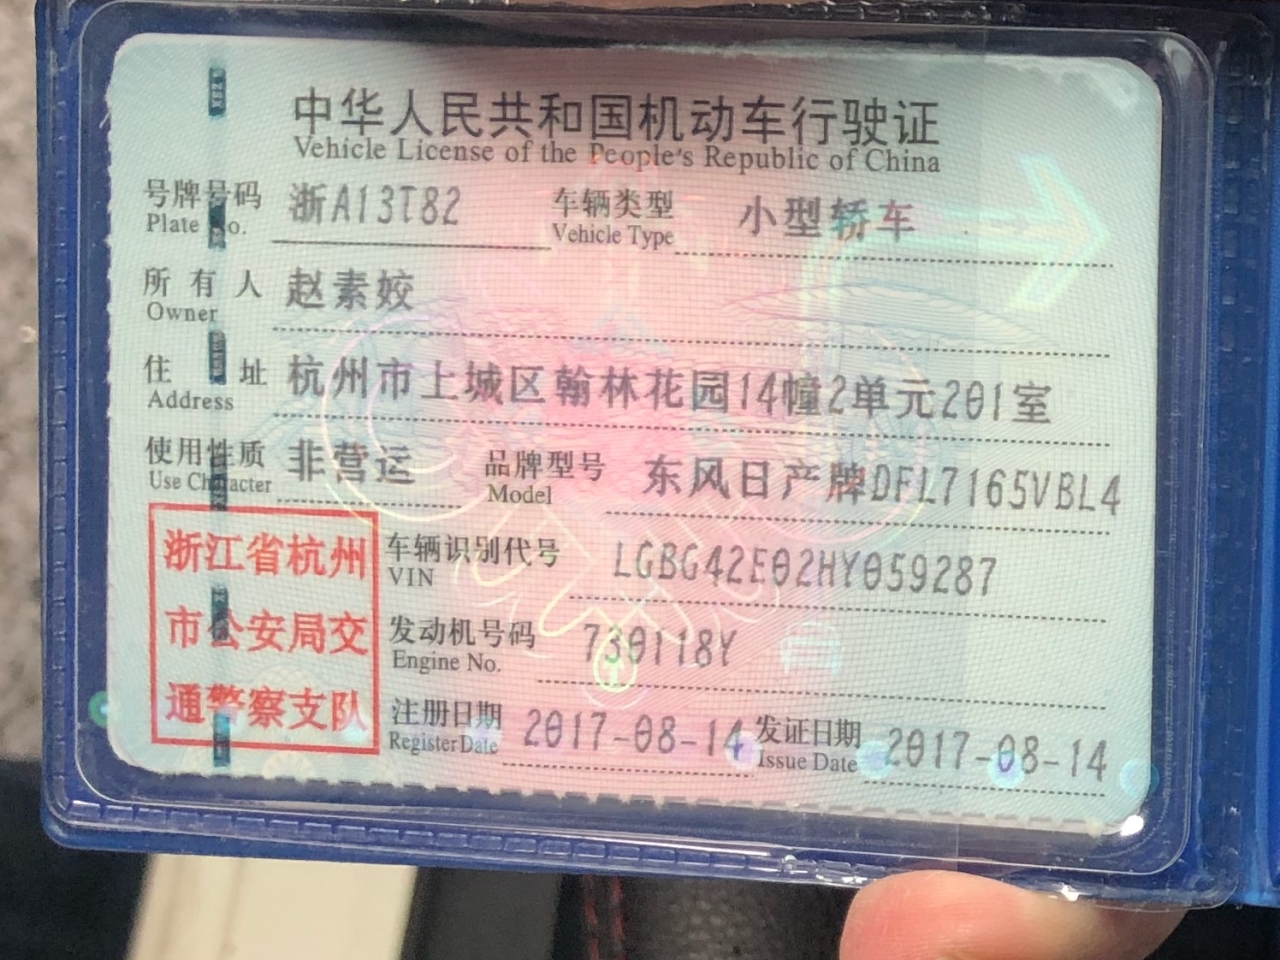 中华人民共和国机动车行驶证
Vehicle License of the People's Republic of China
号牌号码 浙A13T82 车辆类型 小型轿车
Plate No. Vehicle Type
所有人 赵素姣
Owner
住址 杭州市上城区翰林花园14幢2单元201室
Address
使用性质 非营运 品牌型号 东风日产牌DFL7165VBL4
Use Character Model
浙江省杭州
市公安局交
通警察支队
车辆识别代号 LGBG42E02HY059287
VIN
发动机号码 730118Y
Engine No.
注册日期 2017-08-14 发证日期 2017-08-14
Register Date Issue Date